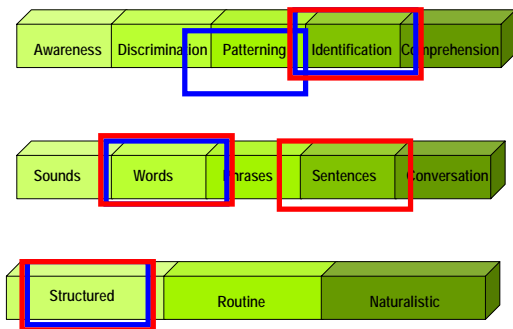 Awareness Discrimination Patterning Identification Comprehension
Sounds Words Phrases Sentences Conversation
Structured Routine Naturalistic